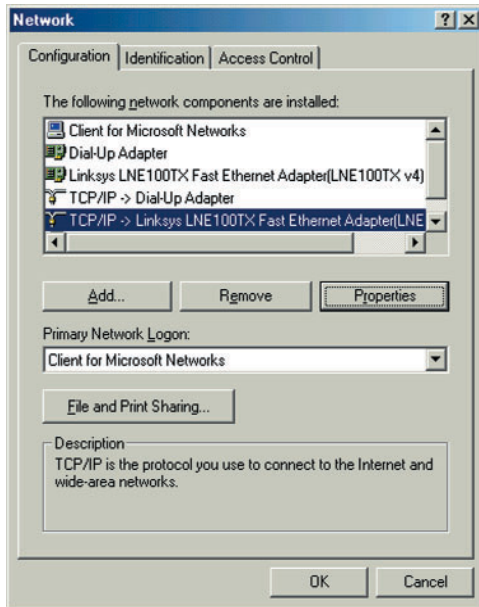 Network
Configuration Identification Access Control
The following network components are installed:
Client for Microsoft Networks
Dial-Up Adapter
Linksys LNE100TX Fast Ethernet Adapter(LNE100TX v4)
TCP/IP -> Dial-Up Adapter
TCP/IP -> Linksys LNE100TX Fast Ethernet Adapter(LNE
Add... Remove Properties
Primary Network Logon:
Client for Microsoft Networks
File and Print Sharing...
Description
TCP/IP is the protocol you use to connect to the Internet and
wide-area networks.
OK Cancel